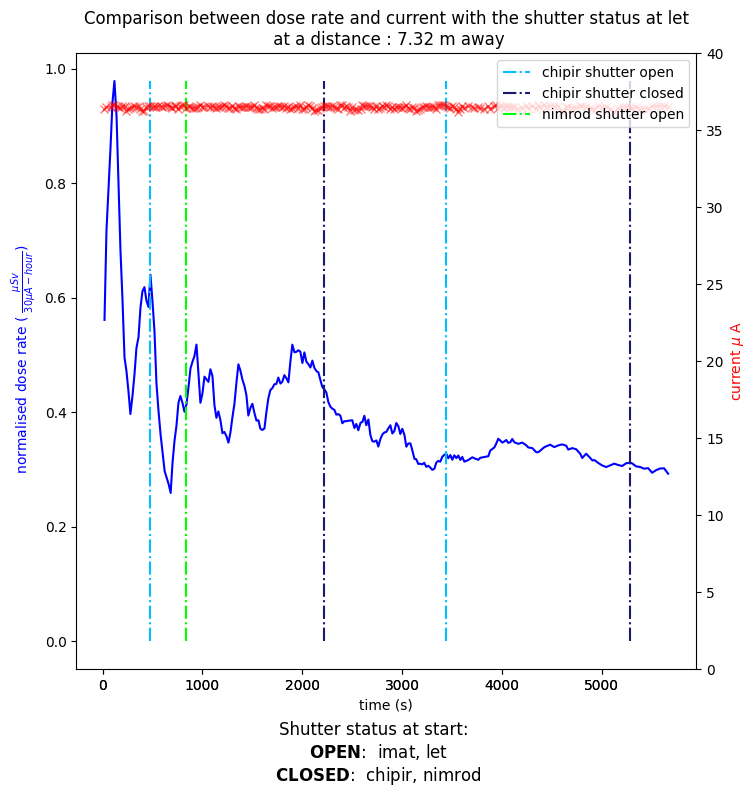 Comparison between dose rate and current with the shutter status at let
at a distance : 7.32 m away
chipir shutter open
chipir shutter closed
nimrod shutter open
normalised dose rate ( μSv / 30μA − hour )
1.0
0.8
0.6
0.4
0.2
0.0
40
35
30
25
20
15
10
5
0
current μ A
0 1000 2000 3000 4000 5000
time (s)
Shutter status at start:
OPEN: imat, let
CLOSED: chipir, nimrod